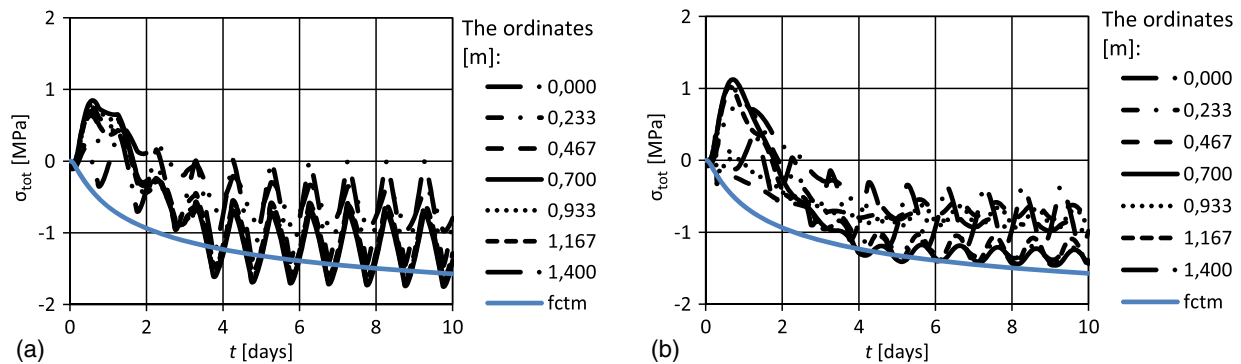 2
1
0
-1
-2
σtot [MPa]
0 2 4 6 8 10
t [days]
(a)
The ordinates
[m]:
0,000
0,233
0,467
0,700
0,933
1,167
1,400
fctm
2
1
0
-1
-2
σtot [MPa]
0 2 4 6 8 10
t [days]
(b)
The ordinates
[m]:
0,000
0,233
0,467
0,700
0,933
1,167
1,400
fctm